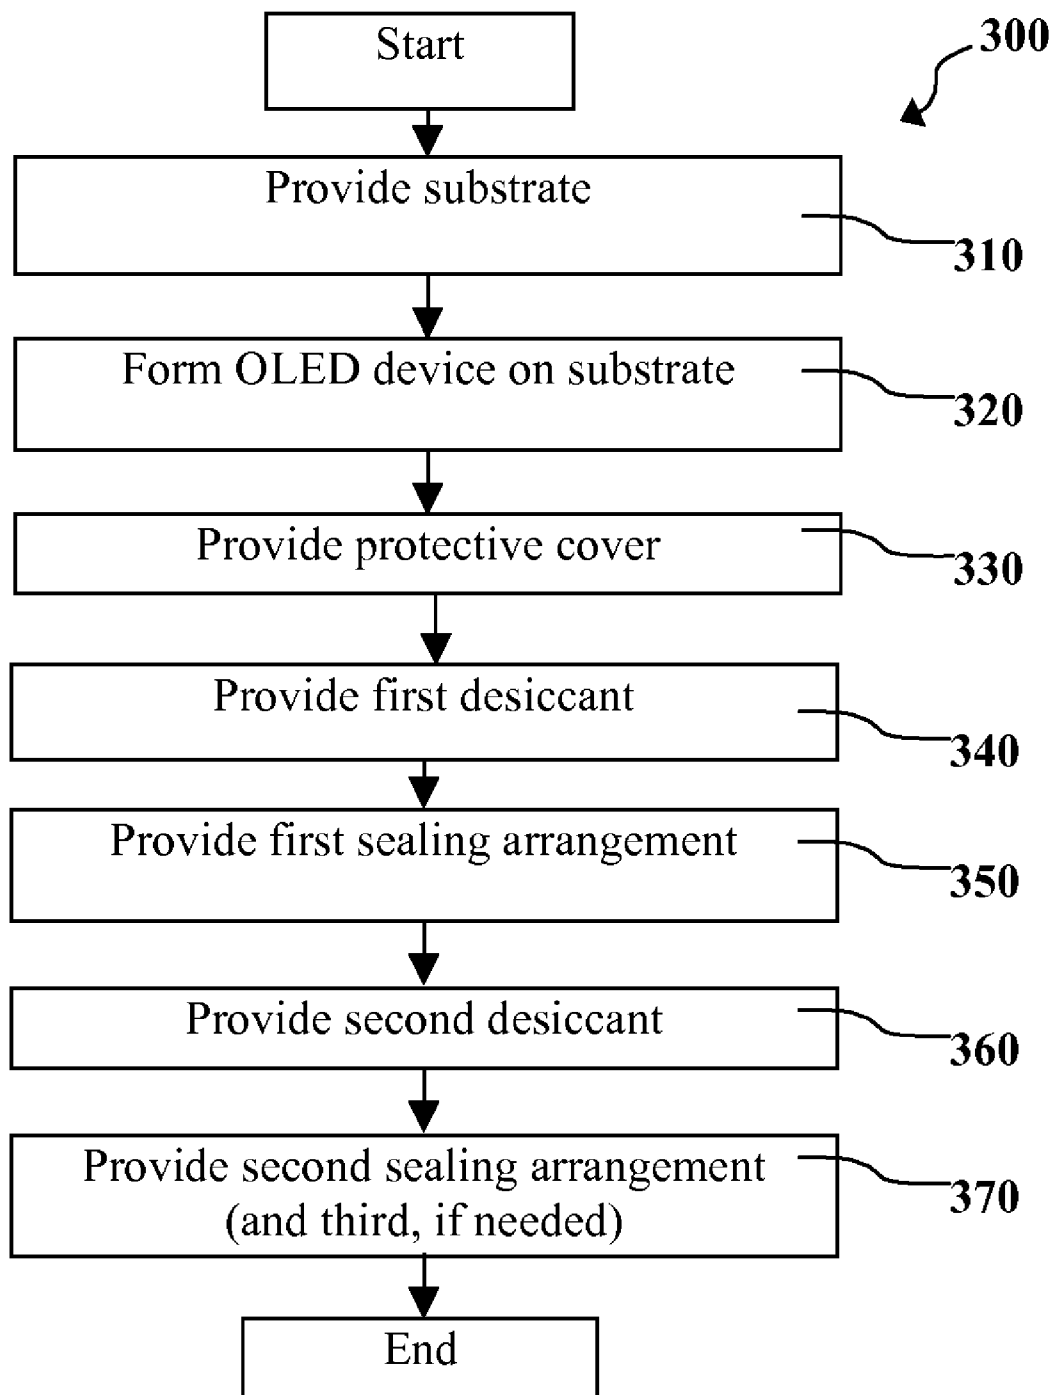 Start
300
Provide substrate
310
Form OLED device on substrate
320
Provide protective cover
330
Provide first desiccant
340
Provide first sealing arrangement
350
Provide second desiccant
360
Provide second sealing arrangement
(and third, if needed)
370
End